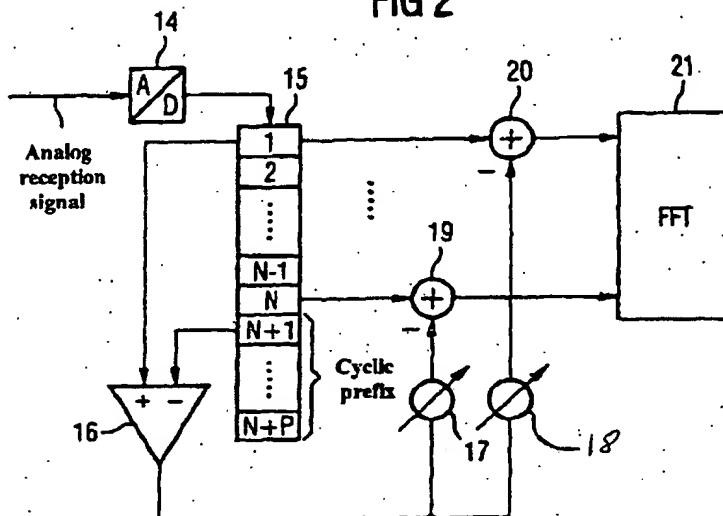 FIG 2
14
A
D
Analog
reception
signal
15
1
2
N-1
N
N+1
N+P
Cyclic
prefix
16
+ −
17
18
19
+
−
20
+
−
21
FFT